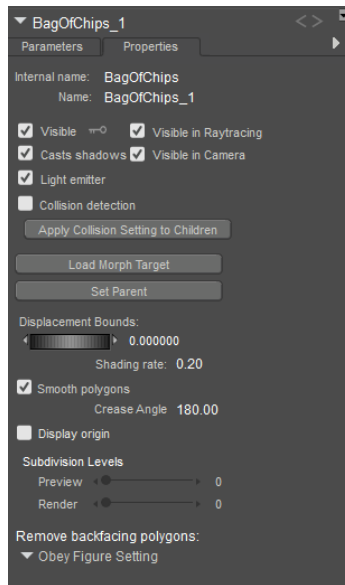 BagOfChips_1
Parameters Properties
Internal name: BagOfChips
Name: BagOfChips_1
Visible Visible in Raytracing
Casts shadows Visible in Camera
Light emitter
Collision detection
Apply Collision Setting to Children
Load Morph Target
Set Parent
Displacement Bounds:
0.000000
Shading rate: 0.20
Smooth polygons
Crease Angle 180.00
Display origin
Subdivision Levels
Preview 0
Render 0
Remove backfacing polygons:
Obey Figure Setting